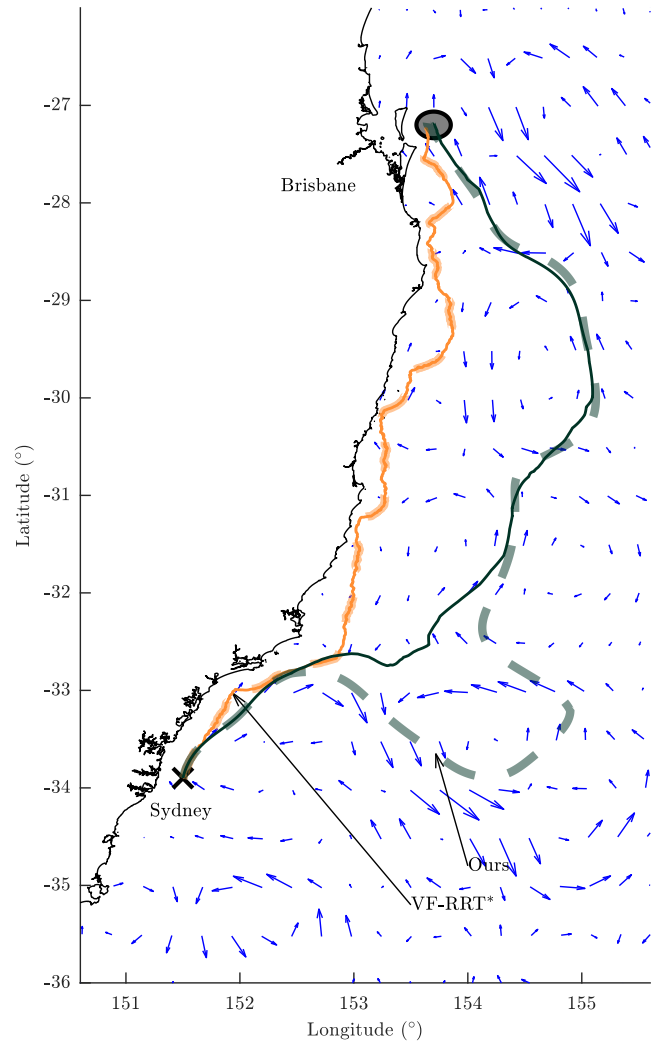 -27
Brisbane
-28
-29
-30
Latitude (°)
-31
-32
-33
-34
Sydney
Ours
-35
VF-RRT*
-36
151
152
153
154
155
Longitude (°)